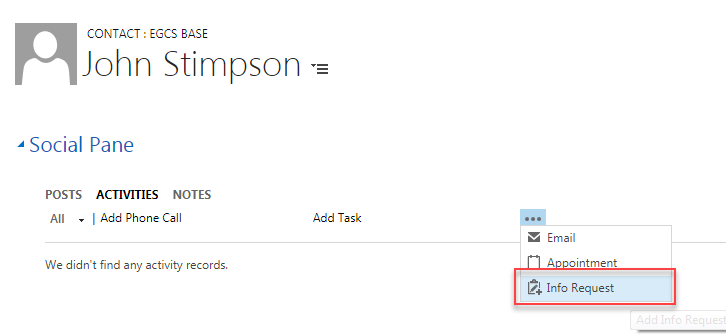 CONTACT : EGCS BASE
John Stimpson
Social Pane
POSTS ACTIVITIES NOTES
All | Add Phone Call Add Task ...
Email
Appointment
We didn't find any activity records.
Info Request
Add Info Request